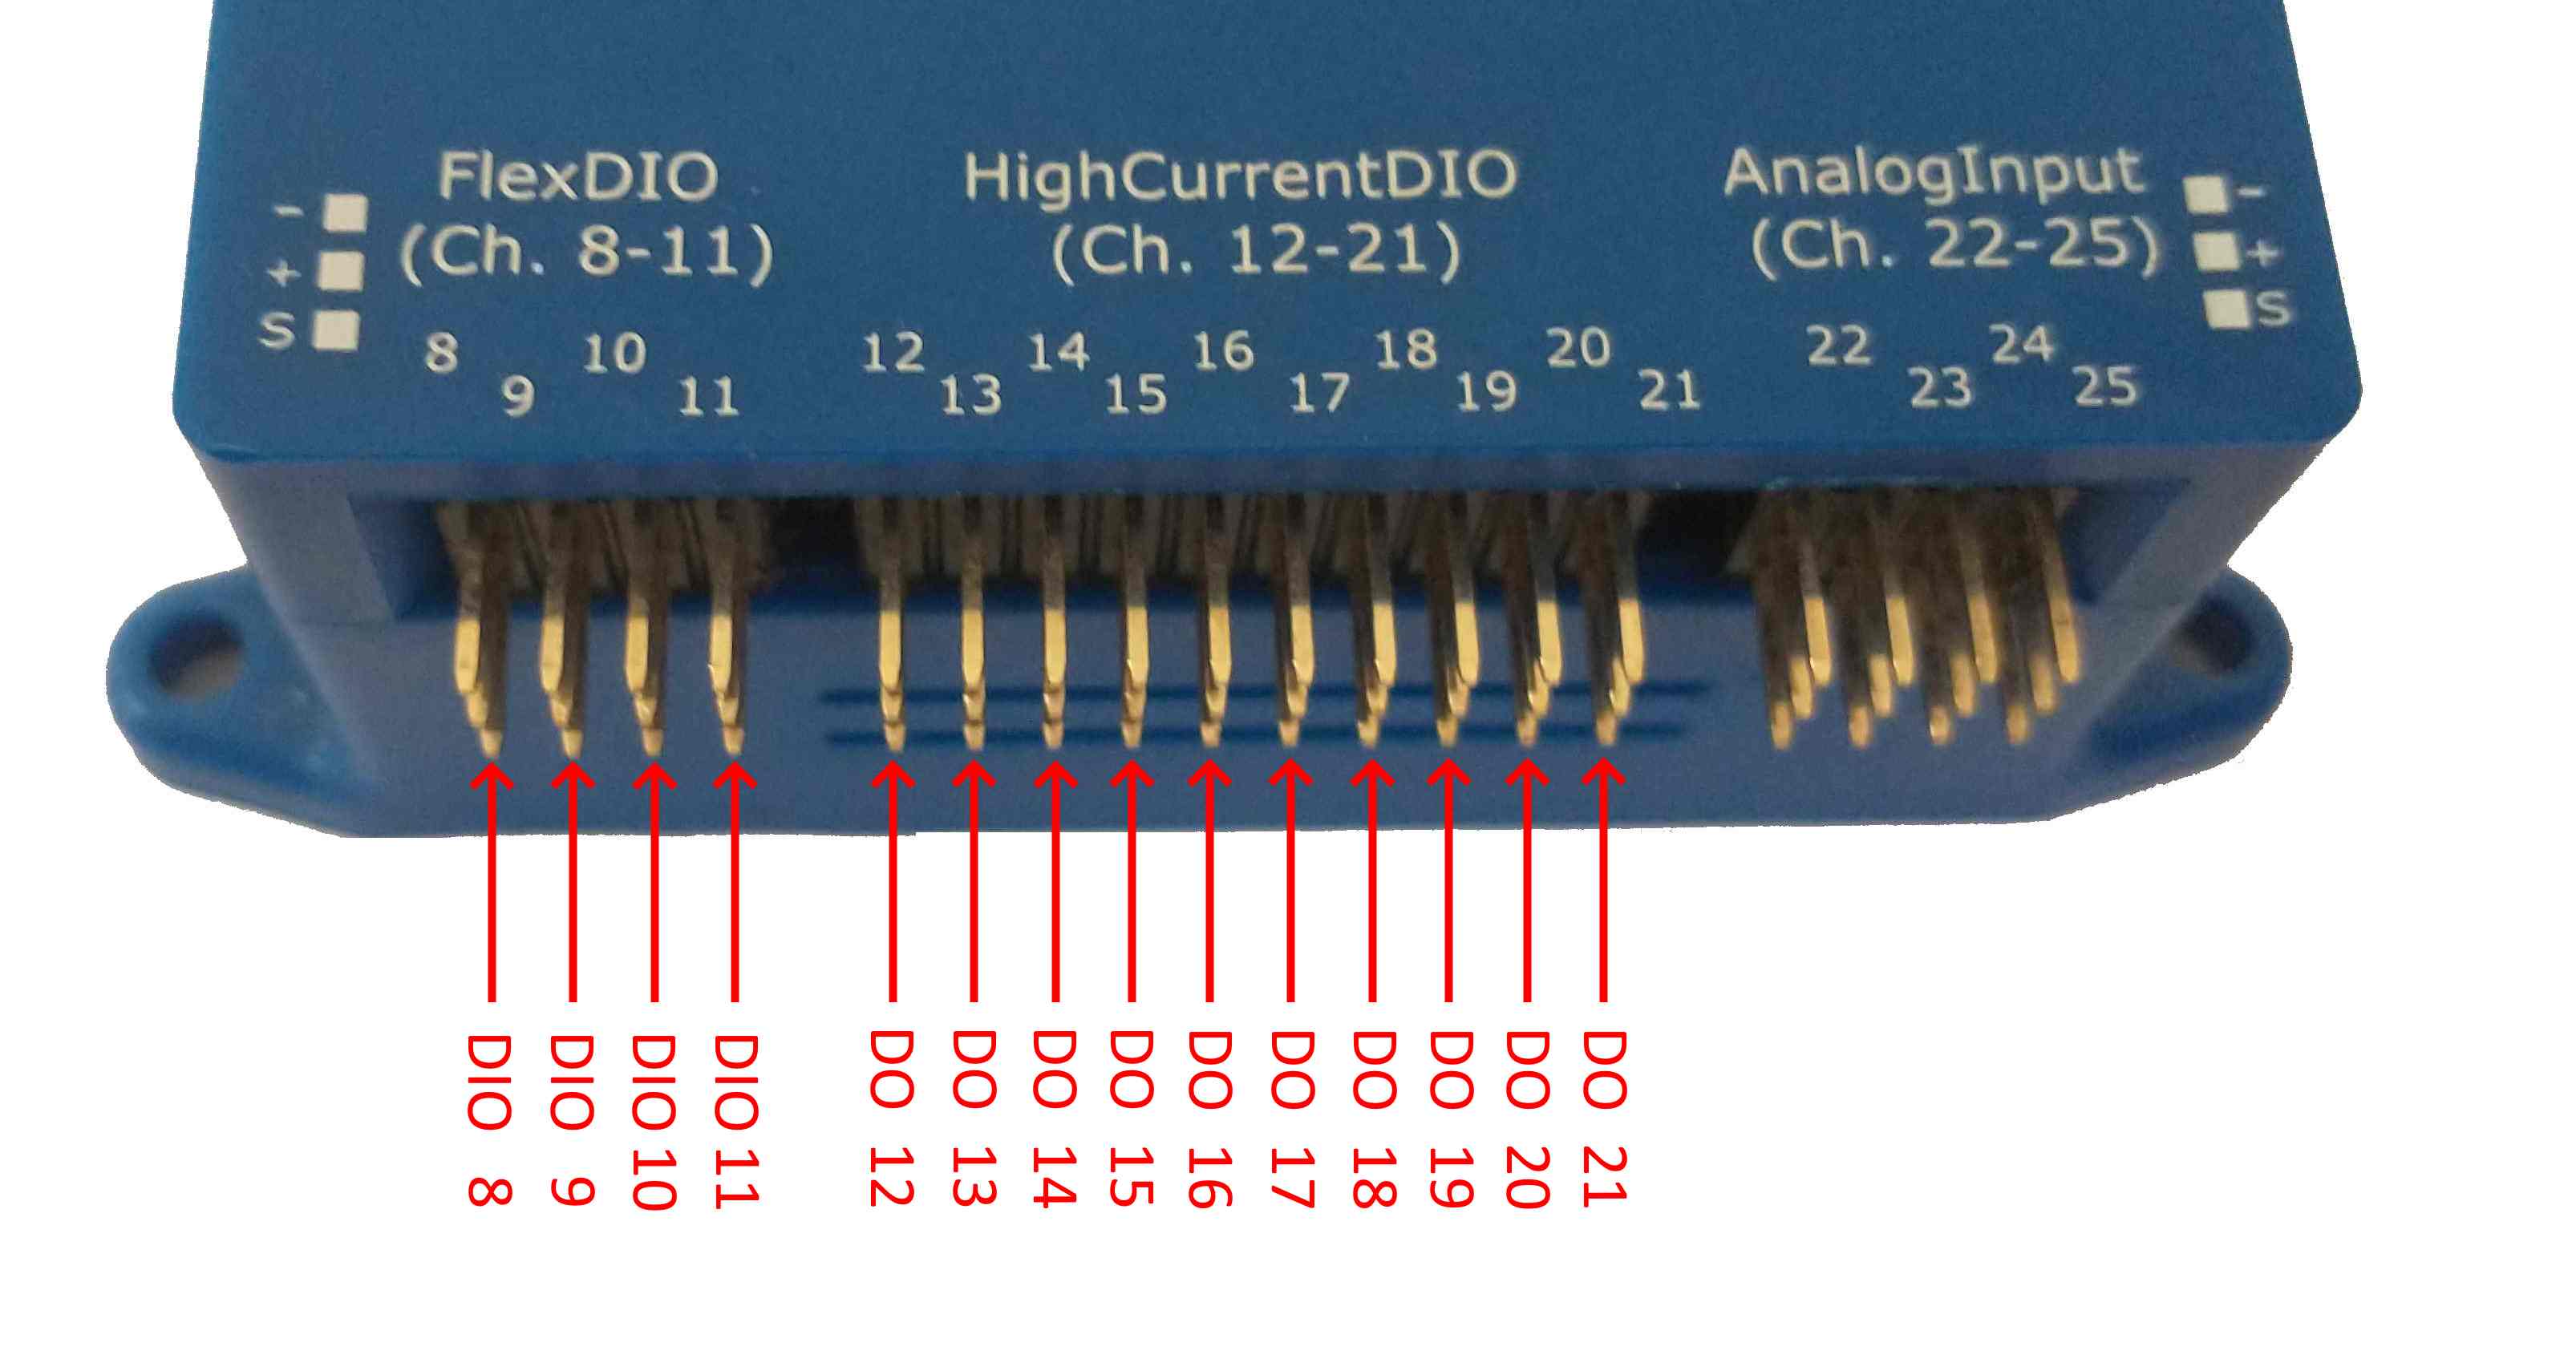 FlexDIO
(Ch. 8-11)
HighCurrentDIO
(Ch. 12-21)
AnalogInput
(Ch. 22-25)
-
+
S
-
+
S
8
9
10
11
12
13
14
15
16
17
18
19
20
21
22
23
24
25
DIO 8
DIO 9
DIO 10
DIO 11
DO 12
DO 13
DO 14
DO 15
DO 16
DO 17
DO 18
DO 19
DO 20
DO 21